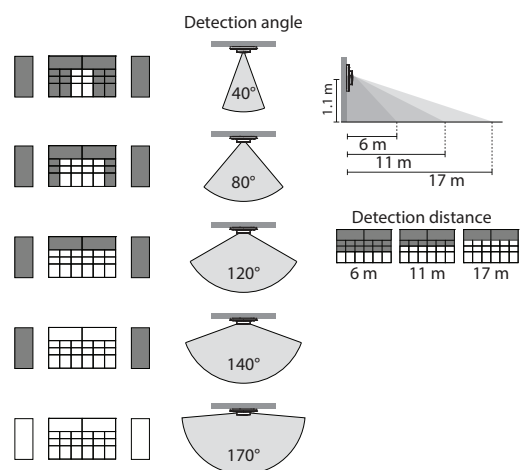 Detection angle
40°
80°
120°
140°
170°
1.1 m
6 m
11 m
17 m
Detection distance
6 m 11 m 17 m